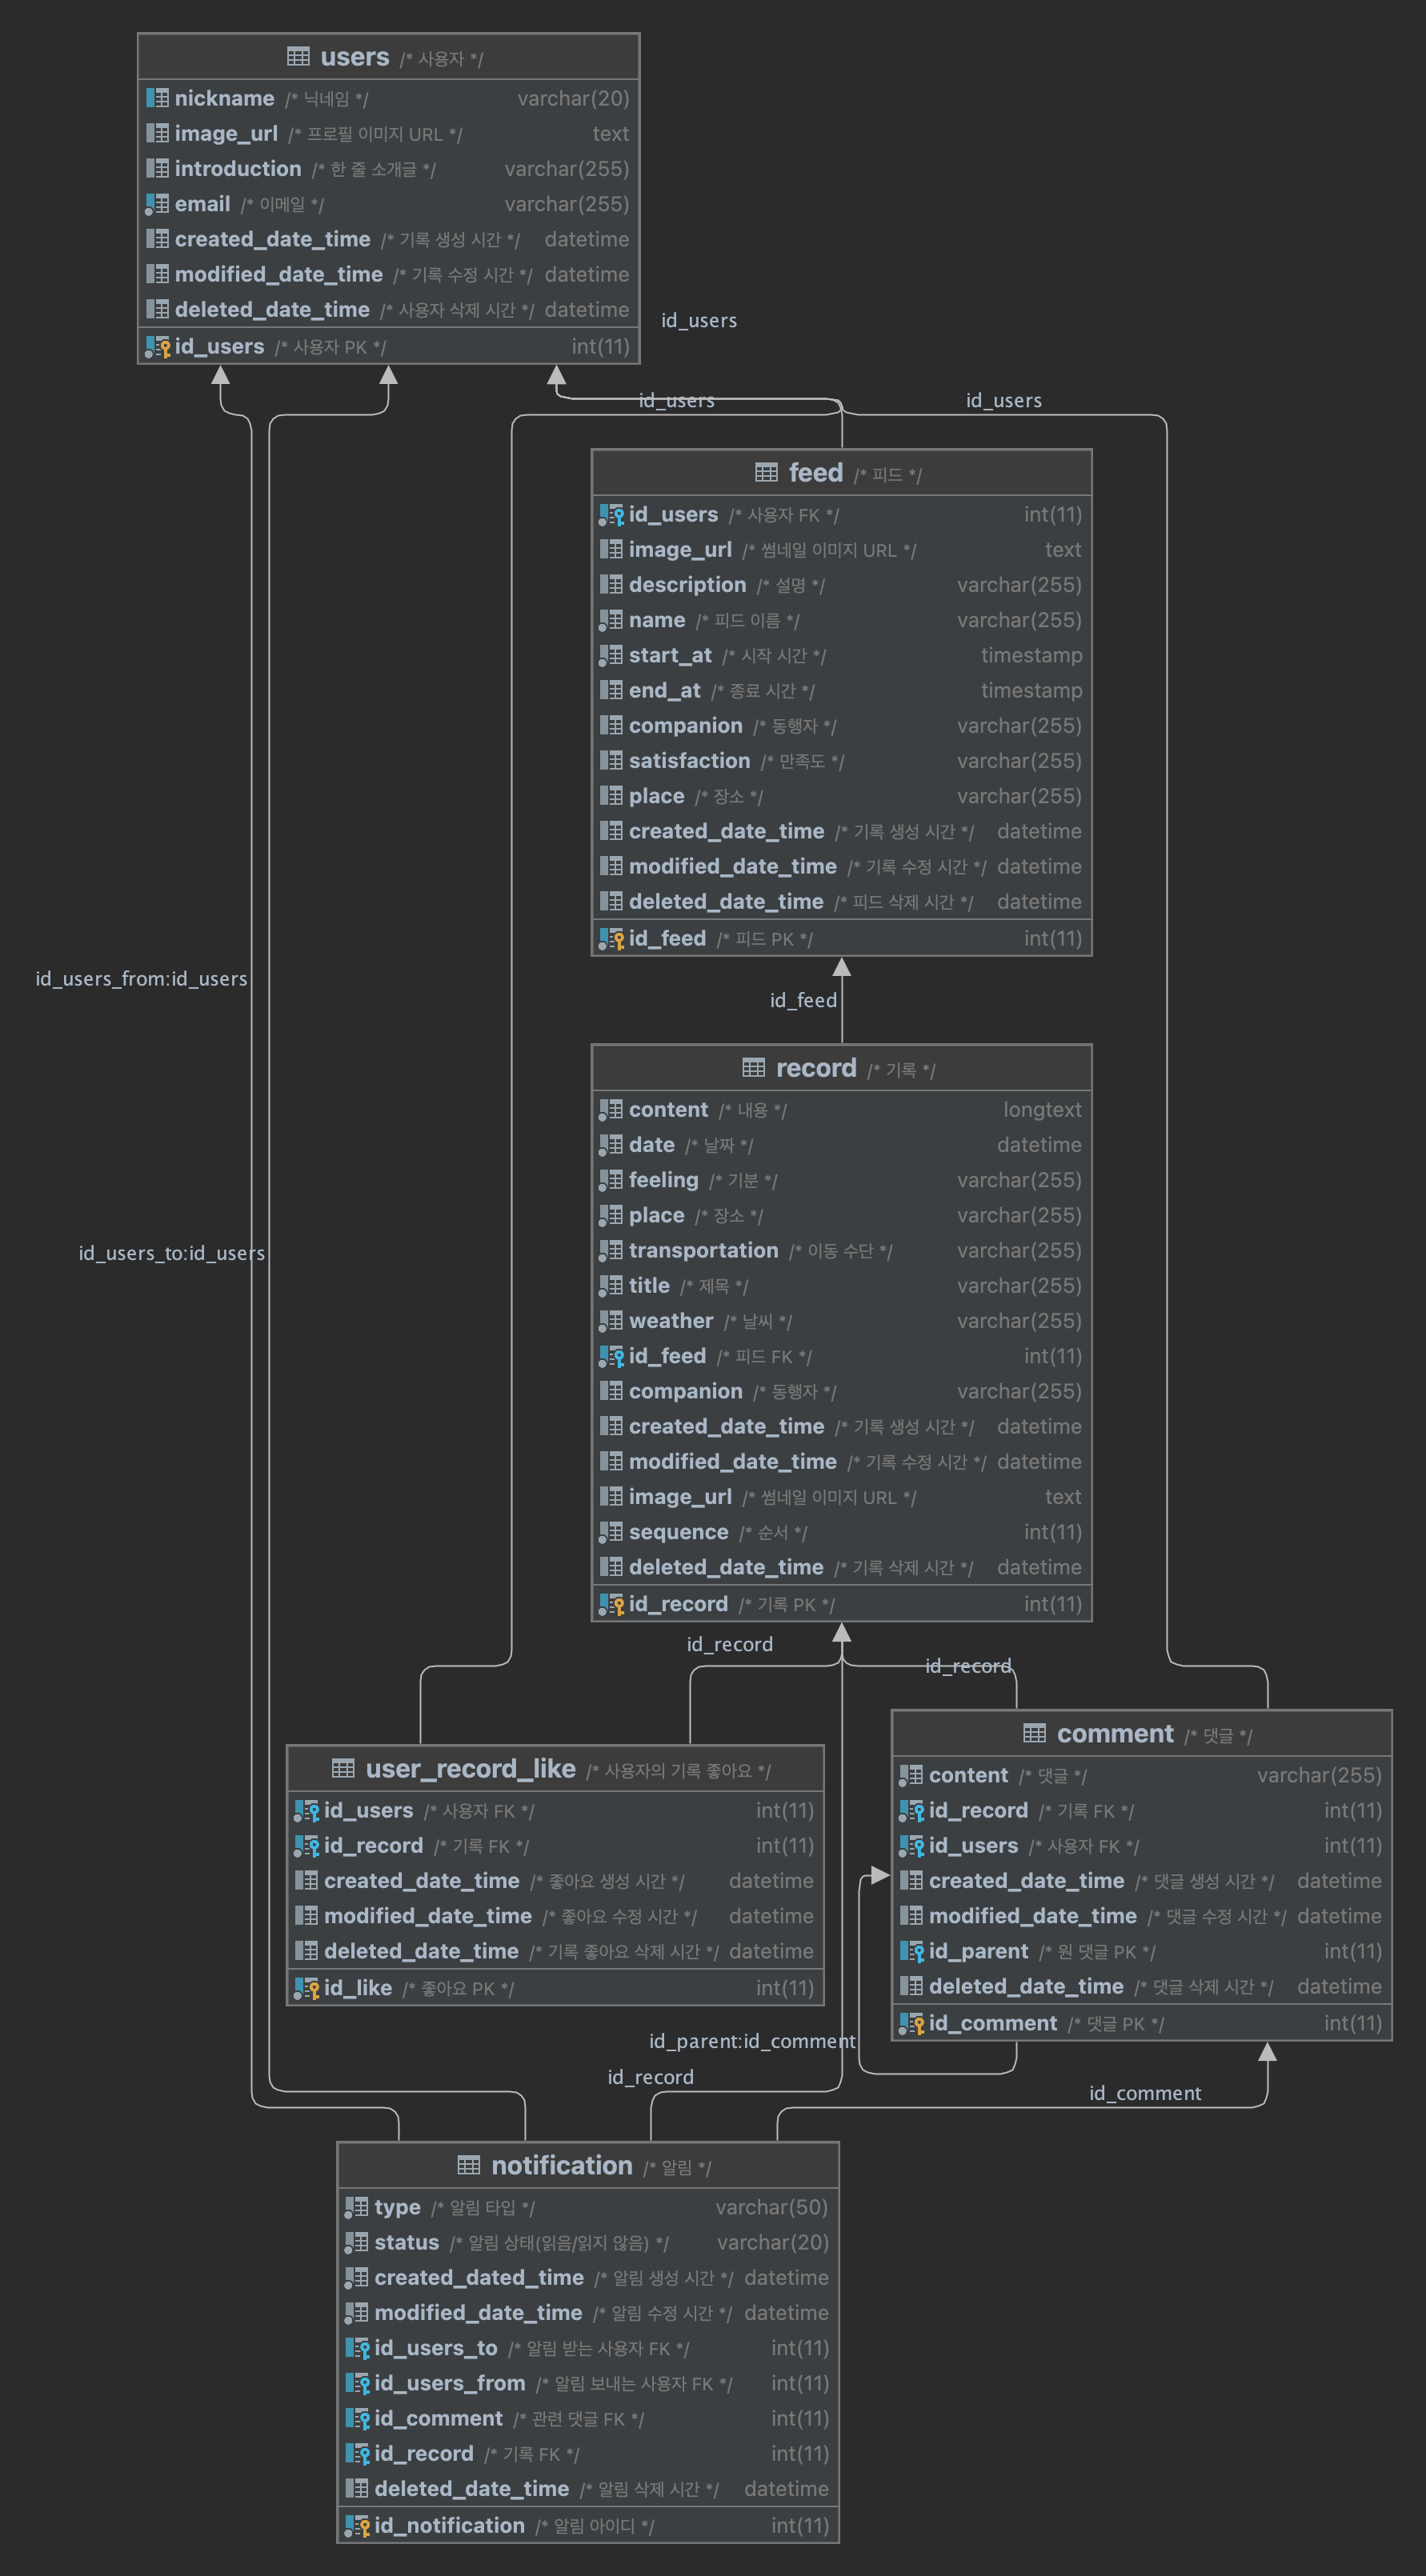 users /* 사용자 */
nickname /* 닉네임 */ varchar(20)
image_url /* 프로필 이미지 URL */ text
introduction /* 한 줄 소개글 */ varchar(255)
email /* 이메일 */ varchar(255)
created_date_time /* 기록 생성 시간 */ datetime
modified_date_time /* 기록 수정 시간 */ datetime
deleted_date_time /* 사용자 삭제 시간 */ datetime
id_users /* 사용자 PK */ int(11)
id_users
id_users
id_users
feed /* 피드 */
id_users /* 사용자 FK */ int(11)
image_url /* 썸네일 이미지 URL */ text
description /* 설명 */ varchar(255)
name /* 피드 이름 */ varchar(255)
start_at /* 시작 시간 */ timestamp
end_at /* 종료 시간 */ timestamp
companion /* 동행자 */ varchar(255)
satisfaction /* 만족도 */ varchar(255)
place /* 장소 */ varchar(255)
created_date_time /* 기록 생성 시간 */ datetime
modified_date_time /* 기록 수정 시간 */ datetime
deleted_date_time /* 피드 삭제 시간 */ datetime
id_feed /* 피드 PK */ int(11)
id_users_from:id_users
id_feed
record /* 기록 */
content /* 내용 */ longtext
date /* 날짜 */ datetime
feeling /* 기분 */ varchar(255)
place /* 장소 */ varchar(255)
id_users_to:id_users
transportation /* 이동 수단 */ varchar(255)
title /* 제목 */ varchar(255)
weather /* 날씨 */ varchar(255)
id_feed /* 피드 FK */ int(11)
companion /* 동행자 */ varchar(255)
created_date_time /* 기록 생성 시간 */ datetime
modified_date_time /* 기록 수정 시간 */ datetime
image_url /* 썸네일 이미지 URL */ text
sequence /* 순서 */ int(11)
deleted_date_time /* 기록 삭제 시간 */ datetime
id_record /* 기록 PK */ int(11)
id_record
id_record
user_record_like /* 사용자의 기록 좋아요 */
id_users /* 사용자 FK */ int(11)
id_record /* 기록 FK */ int(11)
created_date_time /* 좋아요 생성 시간 */ datetime
modified_date_time /* 좋아요 수정 시간 */ datetime
deleted_date_time /* 기록 좋아요 삭제 시간 */ datetime
id_like /* 좋아요 PK */ int(11)
comment /* 댓글 */
content /* 댓글 */ varchar(255)
id_record /* 기록 FK */ int(11)
id_users /* 사용자 FK */ int(11)
created_date_time /* 댓글 생성 시간 */ datetime
modified_date_time /* 댓글 수정 시간 */ datetime
id_parent /* 원 댓글 PK */ int(11)
deleted_date_time /* 댓글 삭제 시간 */ datetime
id_comment /* 댓글 PK */ int(11)
id_parent:id_comment
id_record
id_comment
notification /* 알림 */
type /* 알림 타입 */ varchar(50)
status /* 알림 상태(읽음/읽지 않음) */ varchar(20)
created_dated_time /* 알림 생성 시간 */ datetime
modified_date_time /* 알림 수정 시간 */ datetime
id_users_to /* 알림 받는 사용자 FK */ int(11)
id_users_from /* 알림 보내는 사용자 FK */ int(11)
id_comment /* 관련 댓글 FK */ int(11)
id_record /* 기록 FK */ int(11)
deleted_date_time /* 알림 삭제 시간 */ datetime
id_notification /* 알림 아이디 */ int(11)